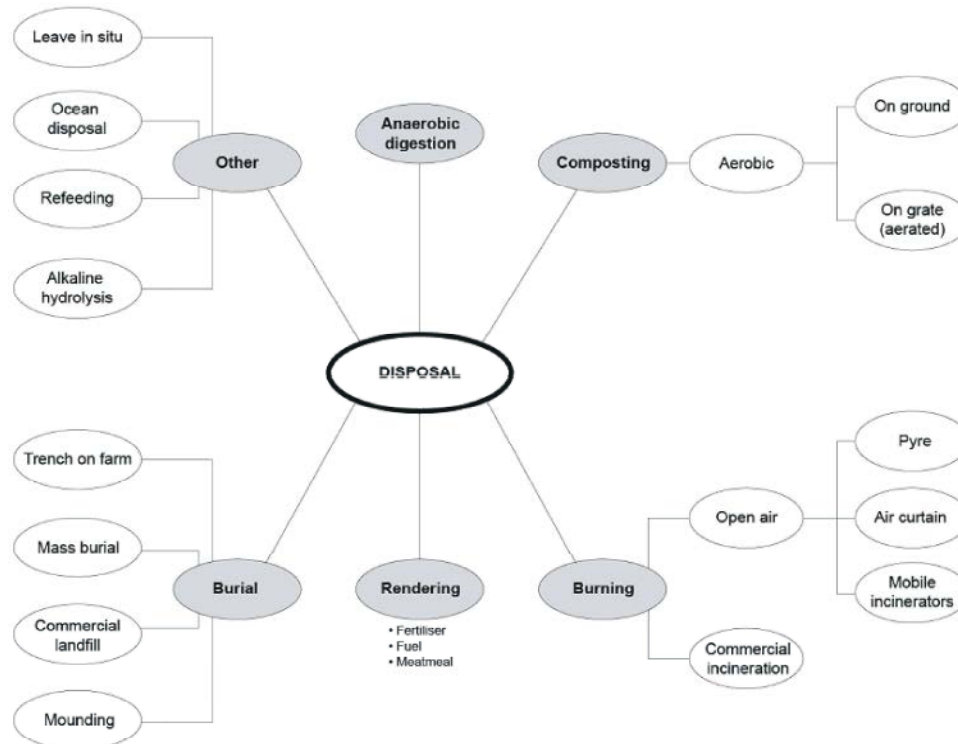 Leave in situ
Ocean
disposal
Refeeding
Alkaline
hydrolysis
Other
Anaerobic
digestion
Composting
Aerobic
On ground
On grate
(aerated)
DISPOSAL
Trench on farm
Mass burial
Commercial
landfill
Mounding
Burial
Rendering
• Fertiliser
• Fuel
• Meatmeal
Burning
Open air
Commercial
incineration
Pyre
Air curtain
Mobile
incinerators